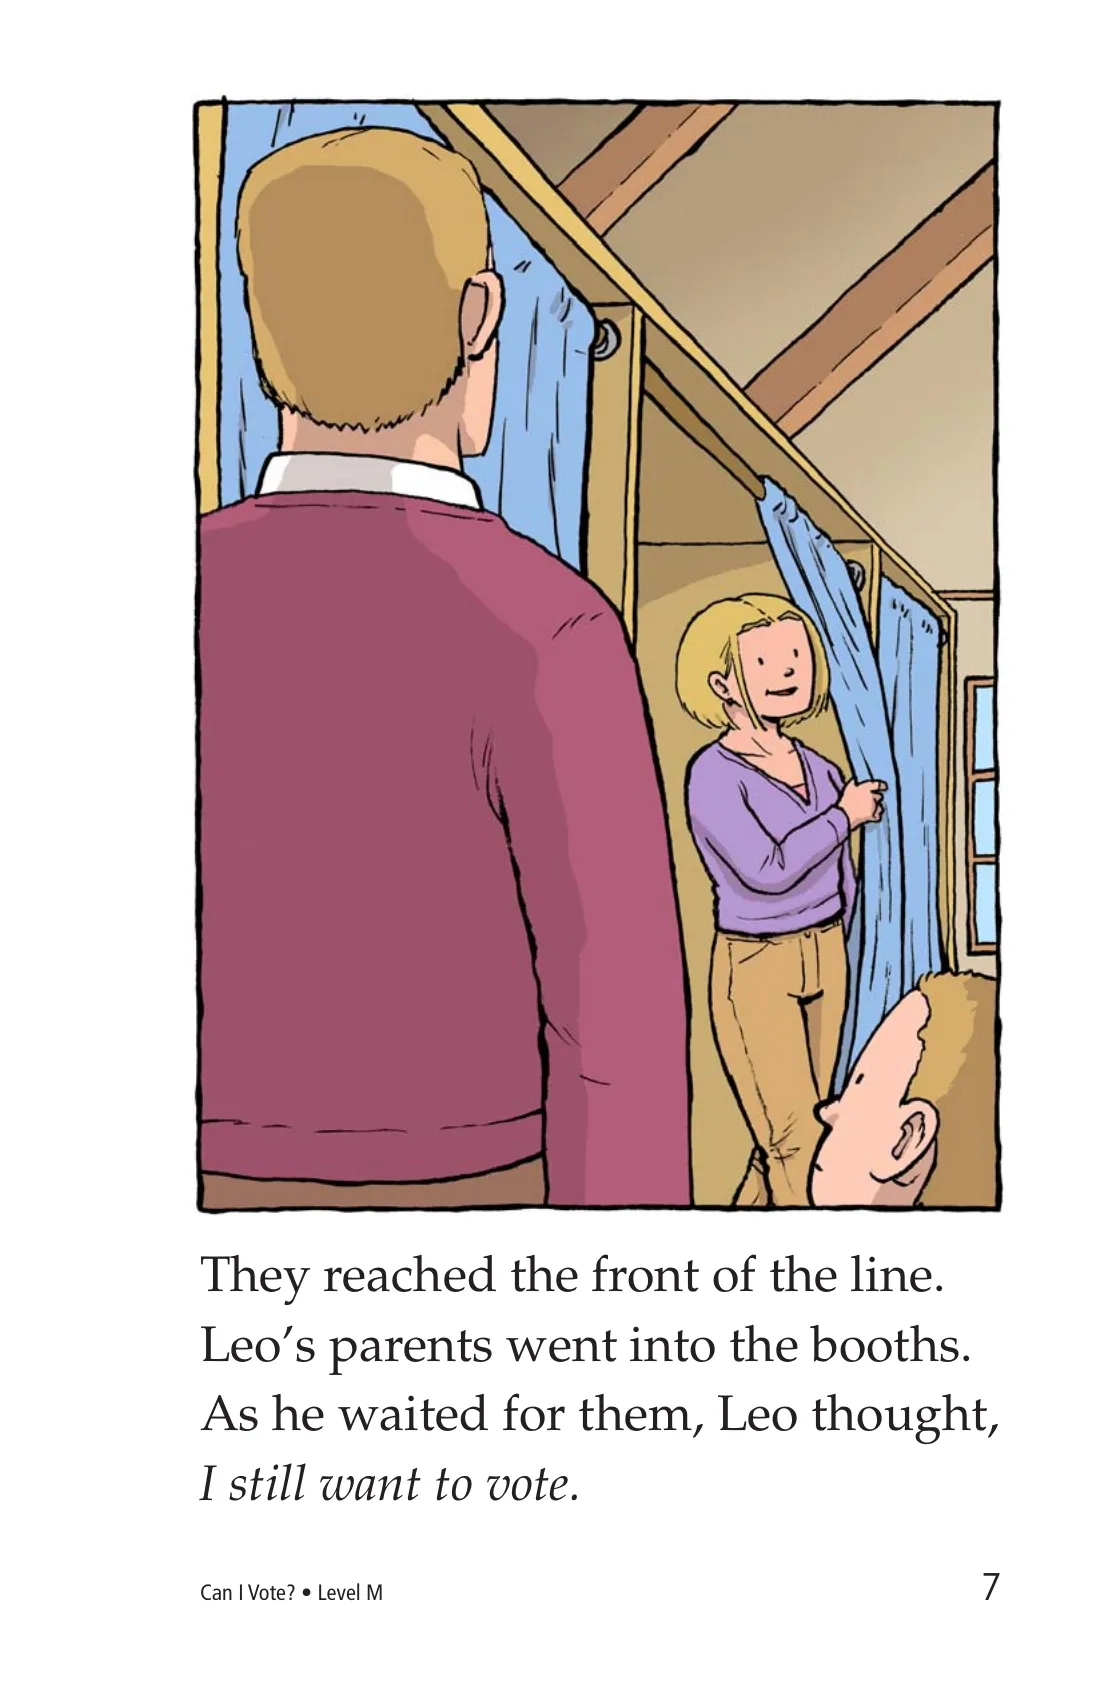 They reached the front of the line.
Leo’s parents went into the booths.
As he waited for them, Leo thought,
I still want to vote.
Can I Vote? • Level M
7